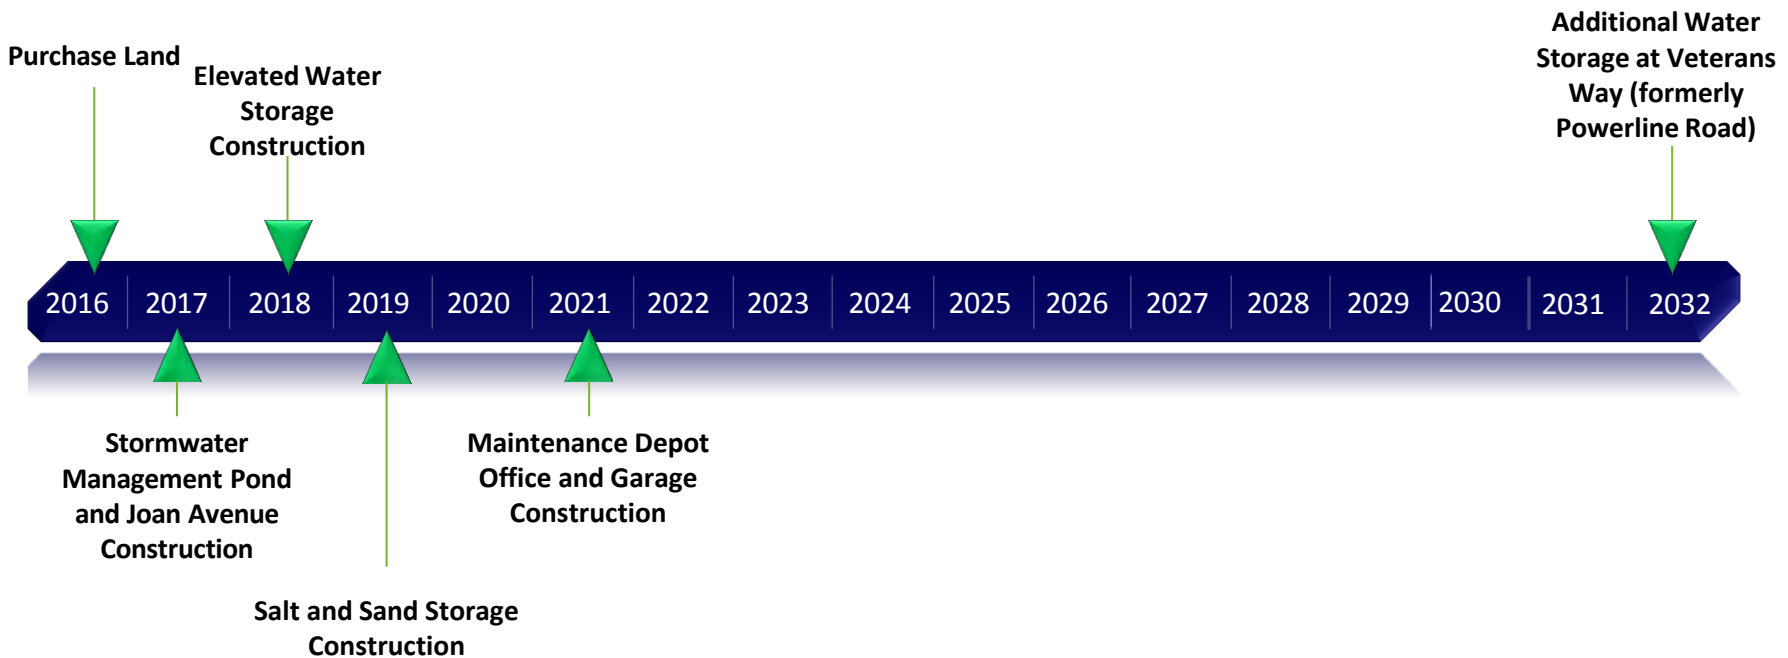 Purchase Land
Elevated Water
Storage
Construction
Additional Water
Storage at Veterans
Way (formerly
Powerline Road)
2016 2017 2018 2019 2020 2021 2022 2023 2024 2025 2026 2027 2028 2029 2030 2031 2032
Stormwater
Management Pond
and Joan Avenue
Construction
Salt and Sand Storage
Construction
Maintenance Depot
Office and Garage
Construction